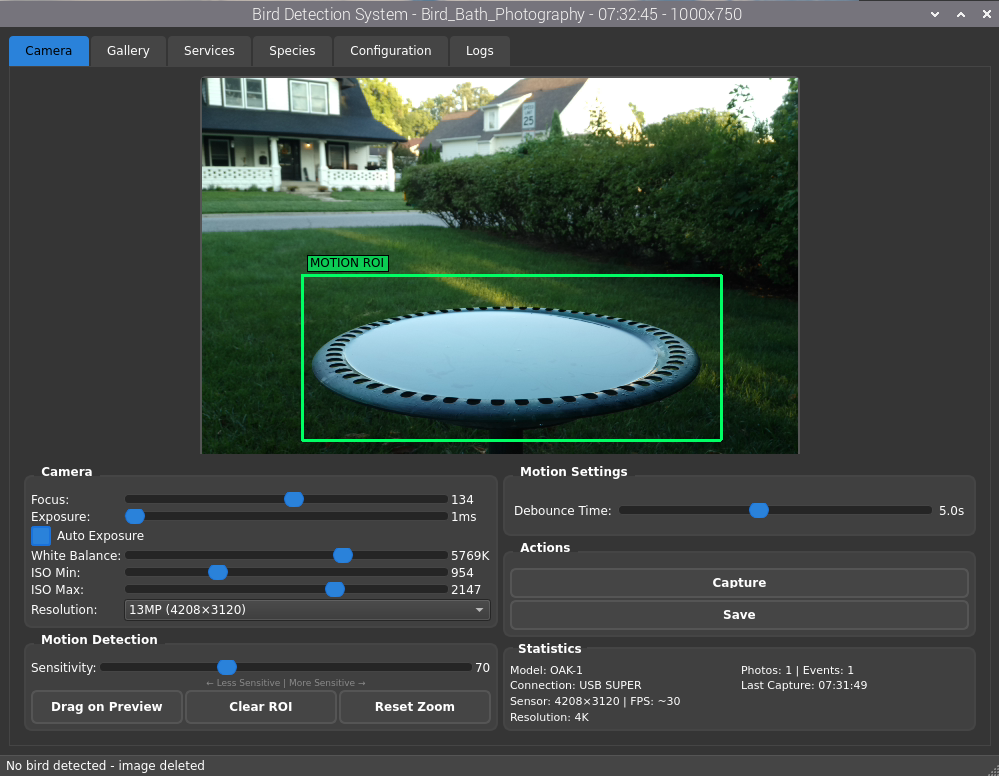 Bird Detection System - Bird_Bath_Photography - 07:32:45 - 1000x750
Camera Gallery Services Species Configuration Logs
25
MOTION ROI
Camera
Focus: 134
Exposure: 1ms
Auto Exposure
White Balance: 5769K
ISO Min: 954
ISO Max: 2147
Resolution: 13MP (4208×3120)
Motion Detection
Sensitivity: 70
← Less Sensitive | More Sensitive →
Drag on Preview Clear ROI Reset Zoom
Motion Settings
Debounce Time: 5.0s
Actions
Capture
Save
Statistics
Model: OAK-1
Connection: USB SUPER
Sensor: 4208×3120 | FPS: ~30
Resolution: 4K
Photos: 1 | Events: 1
Last Capture: 07:31:49
No bird detected - image deleted